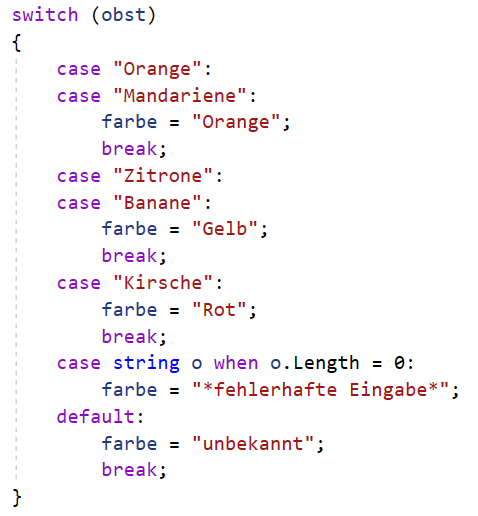 switch (obst)
{
    case "Orange":
    case "Mandariene":
        farbe = "Orange";
        break;
    case "Zitrone":
    case "Banane":
        farbe = "Gelb";
        break;
    case "Kirsche":
        farbe = "Rot";
        break;
    case string o when o.Length = 0:
        farbe = "*fehlerhafte Eingabe*";
    default:
        farbe = "unbekannt";
        break;
}